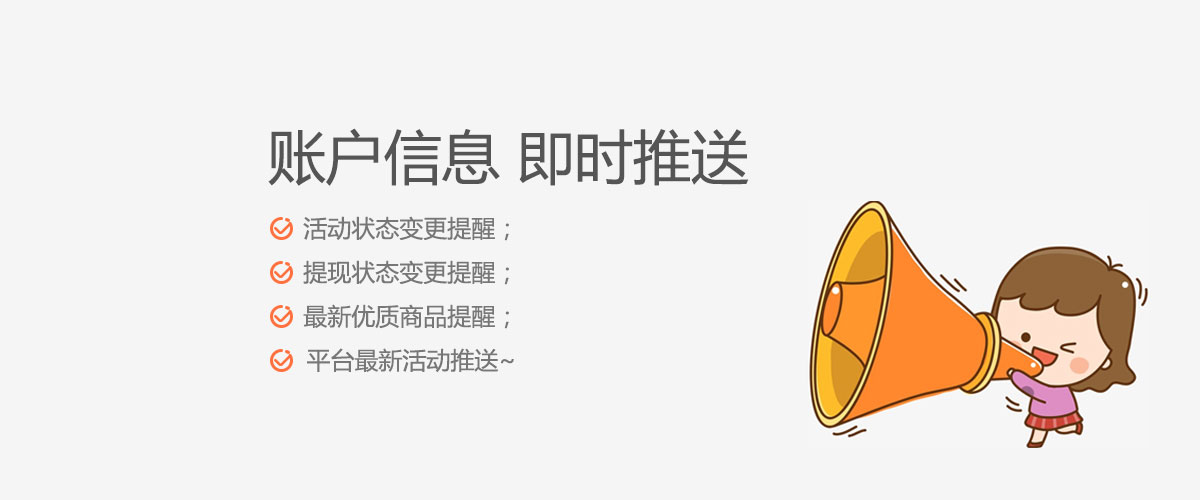 账户信息 即时推送
活动状态变更提醒；
提现状态变更提醒；
最新优质商品提醒；
平台最新活动推送~